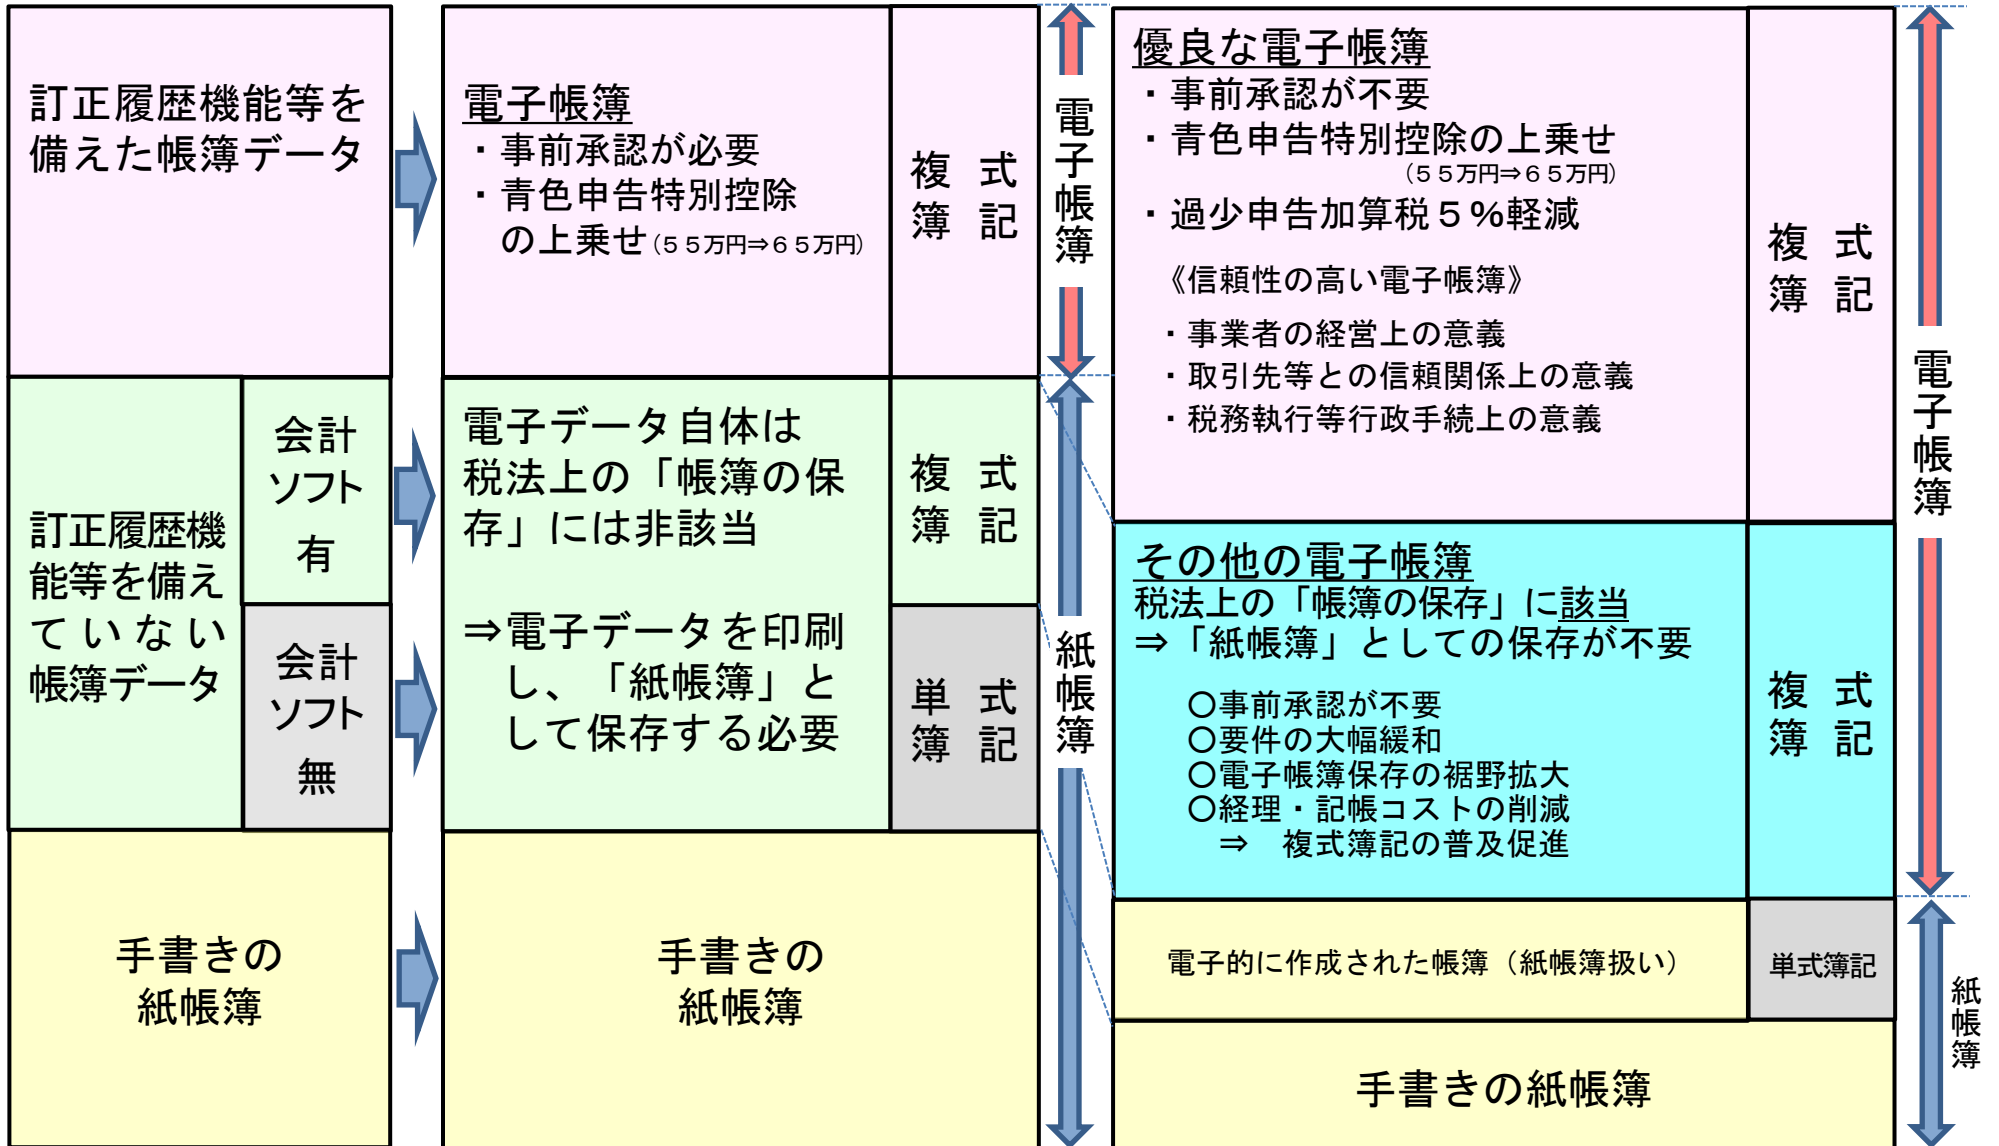 訂正履歴機能等を
備えた帳簿データ
訂正履歴機
能等を備え
ていない
帳簿データ
会計
ソフト
有
会計
ソフト
無
手書きの
紙帳簿
電子帳簿
・事前承認が必要
・青色申告特別控除
の上乗せ(55万円⇒65万円)
複式
簿記
電子データ自体は
税法上の「帳簿の保
存」には非該当
⇒電子データを印刷
し、「紙帳簿」と
して保存する必要
複式
簿記
単式
簿記
手書きの
紙帳簿
電子帳簿
紙帳簿
優良な電子帳簿
・事前承認が不要
・青色申告特別控除の上乗せ
(55万円⇒65万円)
・過少申告加算税5%軽減
《信頼性の高い電子帳簿》
・事業者の経営上の意義
・取引先等との信頼関係上の意義
・税務執行等行政手続上の意義
複式
簿記
その他の電子帳簿
税法上の「帳簿の保存」に該当
⇒「紙帳簿」としての保存が不要
〇事前承認が不要
〇要件の大幅緩和
〇電子帳簿保存の裾野拡大
〇経理・記帳コストの削減
⇒ 複式簿記の普及促進
複式
簿記
電子的に作成された帳簿(紙帳簿扱い)
単式簿記
手書きの紙帳簿
電子帳簿
紙帳簿